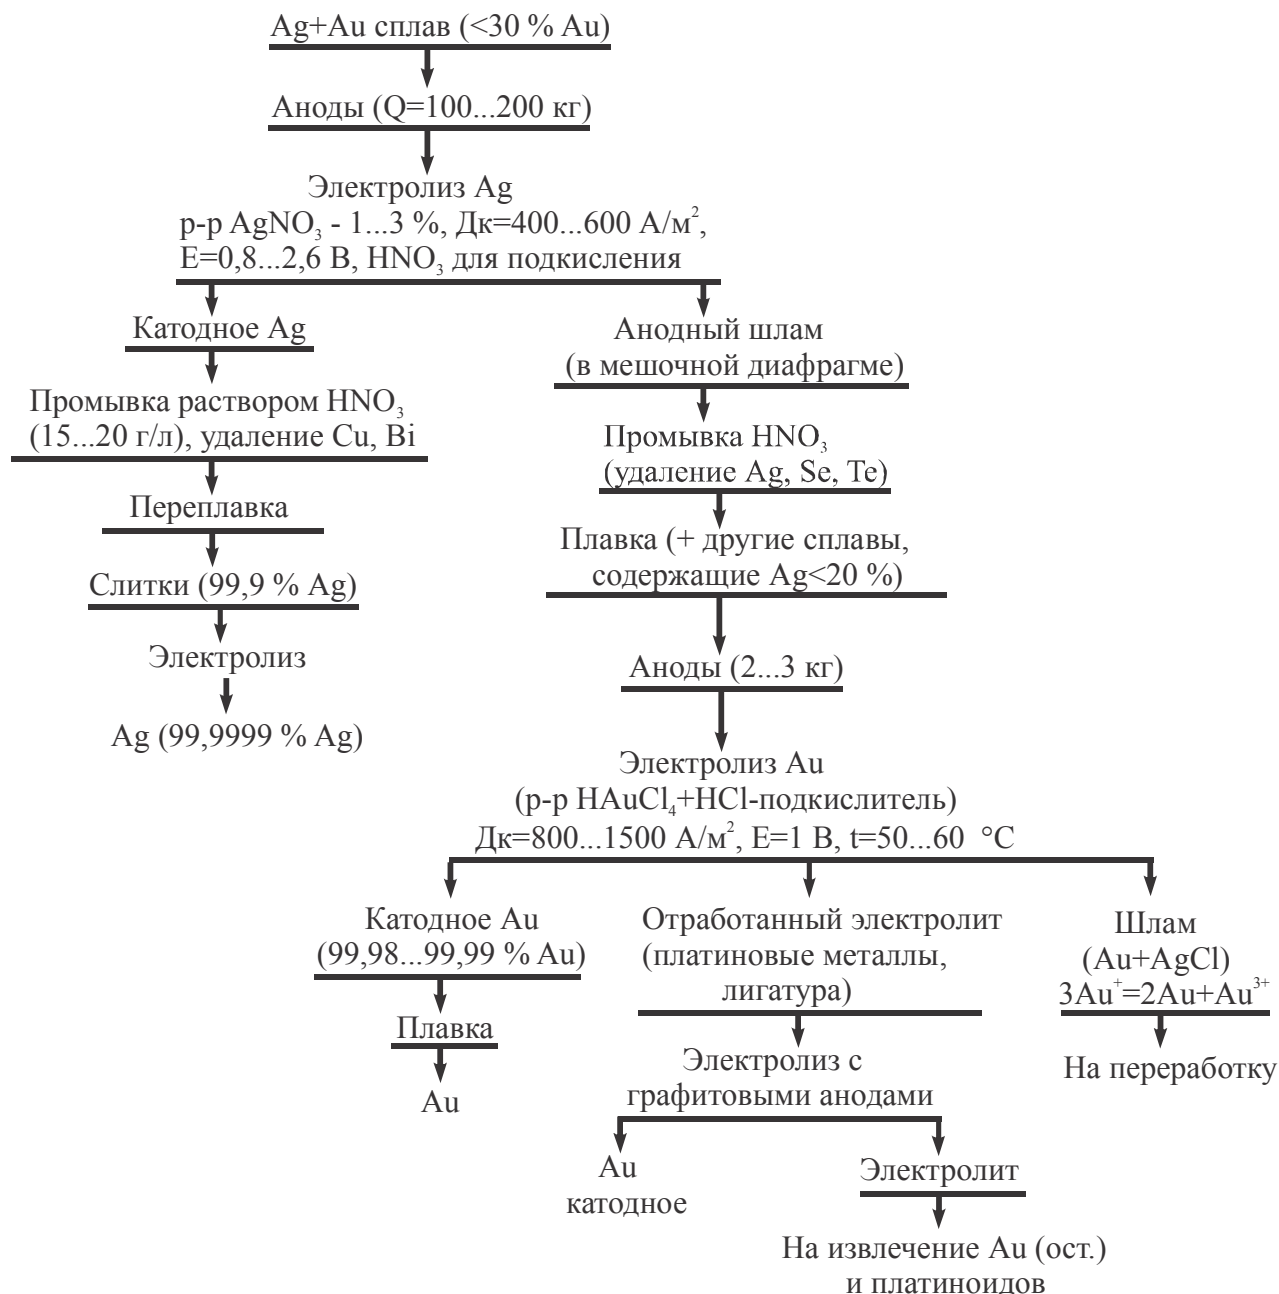 Ag+Au сплав (<30 % Au)
Аноды (Q=100...200 кг)
Электролиз Ag
р-р AgNO₃ - 1...3 %, Дк=400...600 А/м²,
Е=0,8...2,6 В, HNO₃ для подкисления
Катодное Ag
Промывка раствором HNO₃
(15...20 г/л), удаление Cu, Bi
Переплавка
Слитки (99,9 % Ag)
Электролиз
Ag (99,9999 % Ag)
Анодный шлам
(в мешочной диафрагме)
Промывка HNO₃
(удаление Ag, Se, Te)
Плавка (+ другие сплавы,
содержащие Ag<20 %)
Аноды (2...3 кг)
Электролиз Au
(р-р HAuCl₄+HCl-подкислитель)
Дк=800...1500 А/м², Е=1 В, t=50...60 °C
Катодное Au
(99,98...99,99 % Au)
Плавка
Au
Отработанный электролит
(платиновые металлы,
лигатура)
Электролиз с
графитовыми анодами
Au
катодное
Электролит
На извлечение Au (ост.)
и платиноидов
Шлам
(Au+AgCl)
3Au⁺=2Au+Au³⁺
На переработку